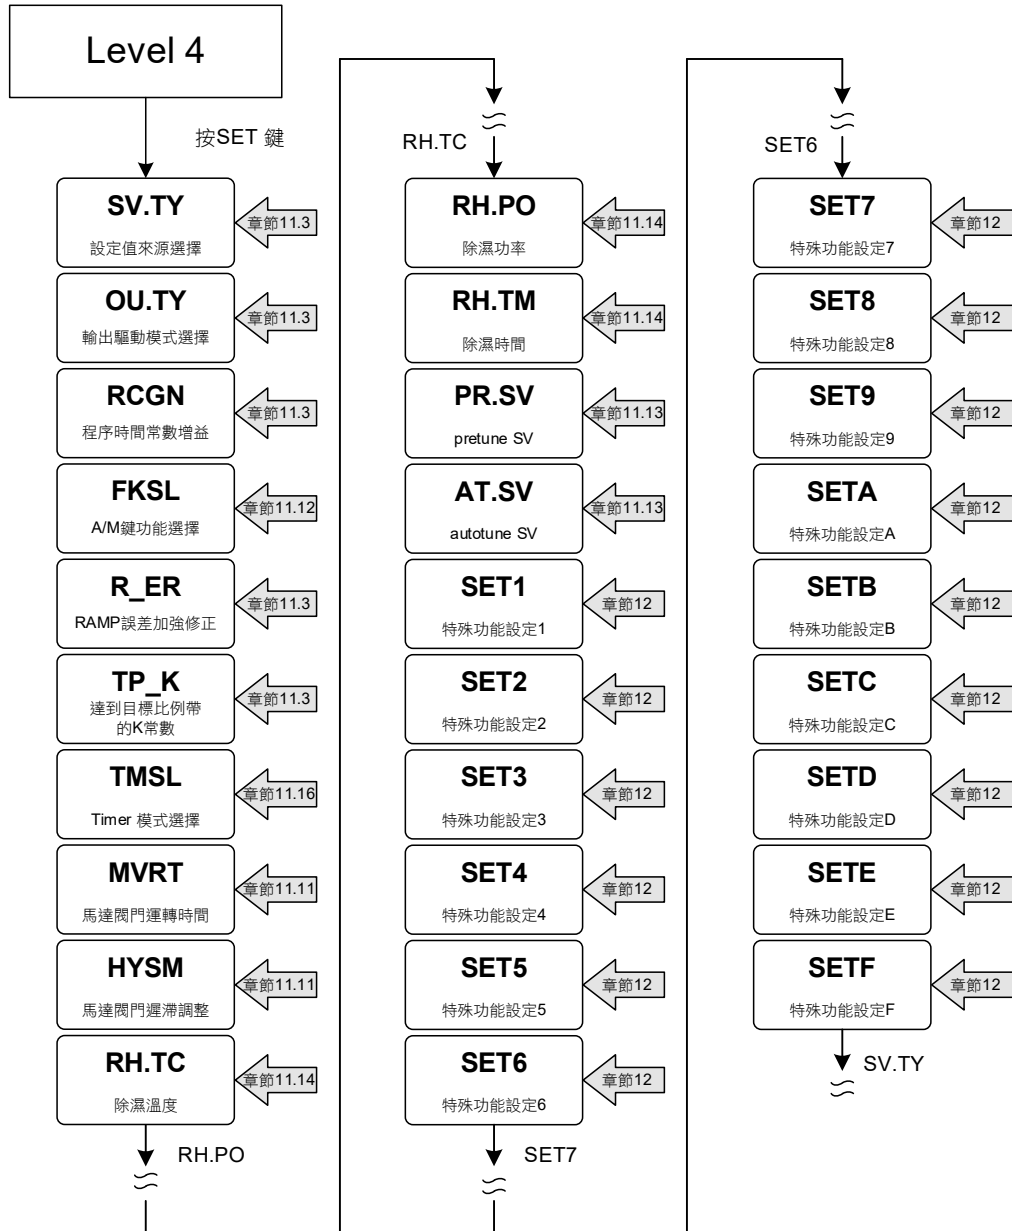 Level 4
按SET 鍵
SV.TY
設定值來源選擇
章節11.3
OU.TY
輸出驅動模式選擇
章節11.3
RCGN
程序時間常數增益
章節11.3
FKSL
A/M鍵功能選擇
章節11.12
R_ER
RAMP誤差加強修正
章節11.3
TP_K
達到目標比例帶
的K常數
章節11.3
TMSL
Timer 模式選擇
章節11.16
MVRT
馬達閥門運轉時間
章節11.11
HYSM
馬達閥門遲滯調整
章節11.11
RH.TC
除濕溫度
章節11.14
RH.PO
RH.TC
RH.PO
除濕功率
章節11.14
RH.TM
除濕時間
章節11.14
PR.SV
pretune SV
章節11.13
AT.SV
autotune SV
章節11.13
SET1
特殊功能設定1
章節12
SET2
特殊功能設定2
章節12
SET3
特殊功能設定3
章節12
SET4
特殊功能設定4
章節12
SET5
特殊功能設定5
章節12
SET6
特殊功能設定6
章節12
SET7
SET6
SET7
特殊功能設定7
章節12
SET8
特殊功能設定8
章節12
SET9
特殊功能設定9
章節12
SETA
特殊功能設定A
章節12
SETB
特殊功能設定B
章節12
SETC
特殊功能設定C
章節12
SETD
特殊功能設定D
章節12
SETE
特殊功能設定E
章節12
SETF
特殊功能設定F
章節12
SV.TY